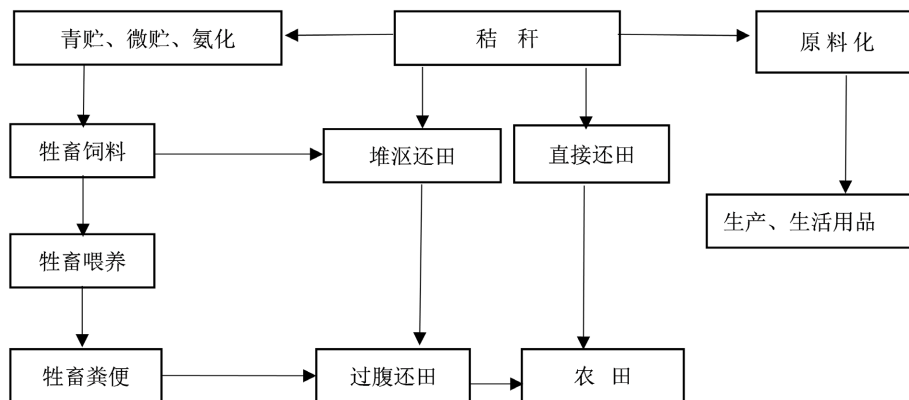 青贮、微贮、氨化
秸 秆
原 料 化
牲畜饲料
堆沤还田
直接还田
生产、生活用品
牲畜喂养
牲畜粪便
过腹还田
农 田